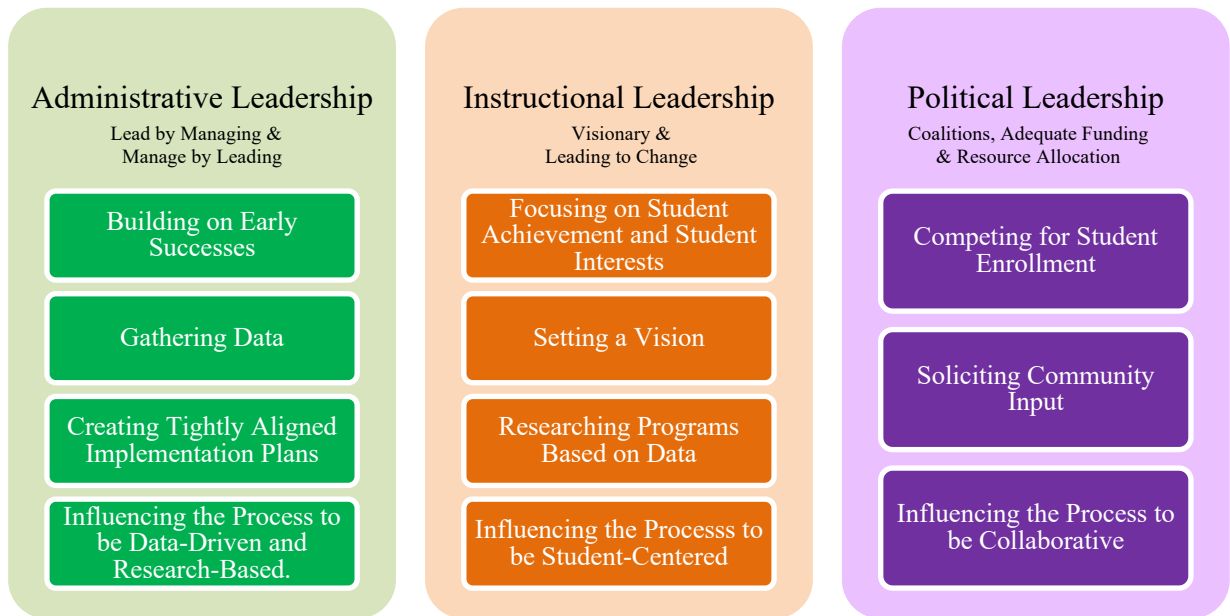 Administrative Leadership
Lead by Managing &
Manage by Leading
Building on Early
Successes
Gathering Data
Creating Tightly Aligned
Implementation Plans
Influencing the Process to
be Data-Driven and
Research-Based.
Instructional Leadership
Visionary &
Leading to Change
Focusing on Student
Achievement and Student
Interests
Setting a Vision
Researching Programs
Based on Data
Influencing the Processs to
be Student-Centered
Political Leadership
Coalitions, Adequate Funding
& Resource Allocation
Competing for Student
Enrollment
Soliciting Community
Input
Influencing the Process to
be Collaborative